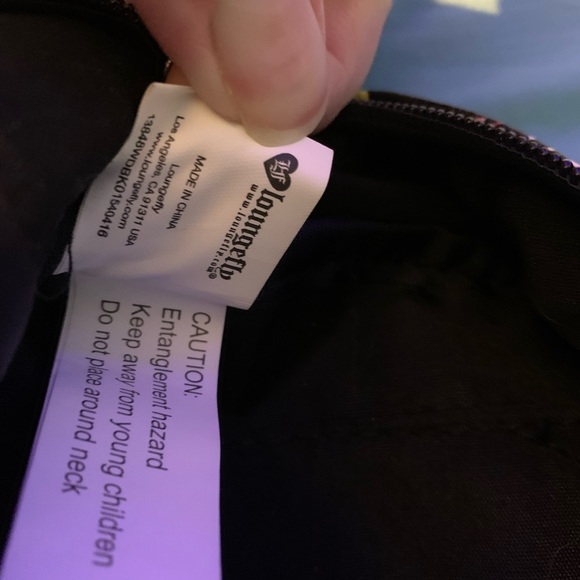 loungefly
www.loungefly.com®
MADE IN CHINA
Loungefly
Los Angeles, CA 91311 USA
www.loungefly.com
13846WDBK01540416
CAUTION:
Entanglement hazard
Keep away from young children
Do not place around neck